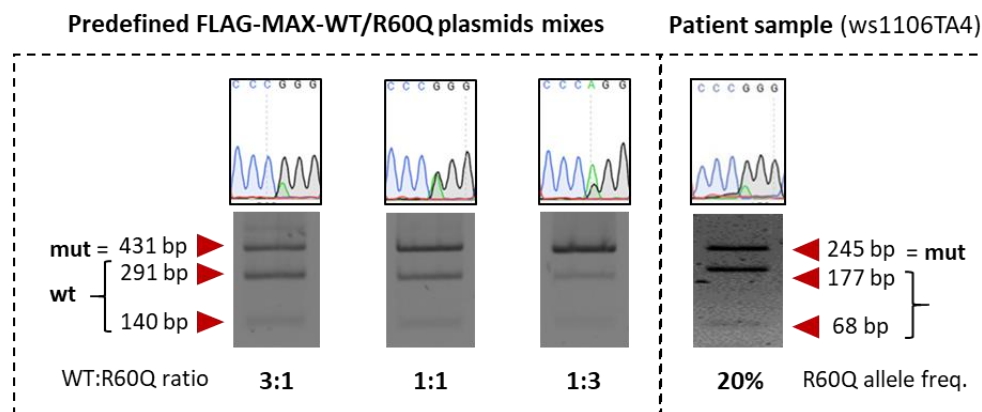 Predefined FLAG-MAX-WT/R60Q plasmids mixes
Patient sample (ws1106TA4)
C C C G G G
C C C G G G
C C C A G G
C C C G G G
mut = 431 bp
291 bp
wt
140 bp
245 bp = mut
177 bp
68 bp
WT:R60Q ratio 3:1 1:1 1:3
20% R60Q allele freq.